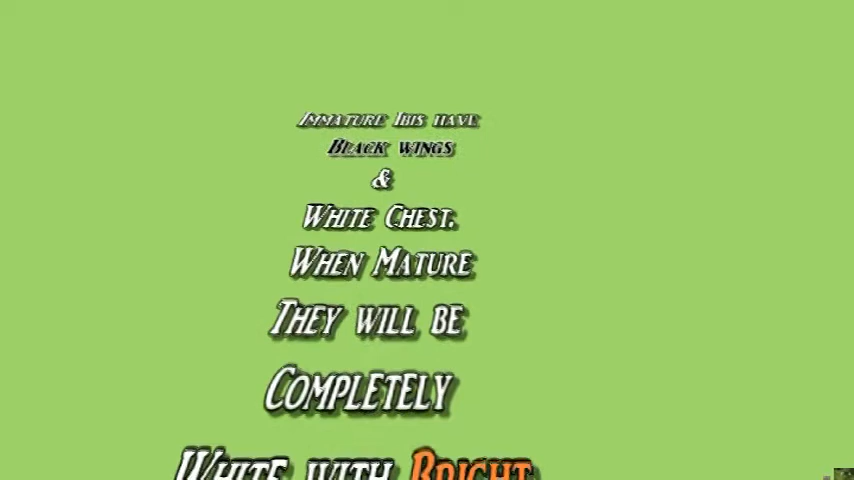 Immature Ibis have
Black wings
&
White Chest.
When Mature
They will be
Completely
White with Bright